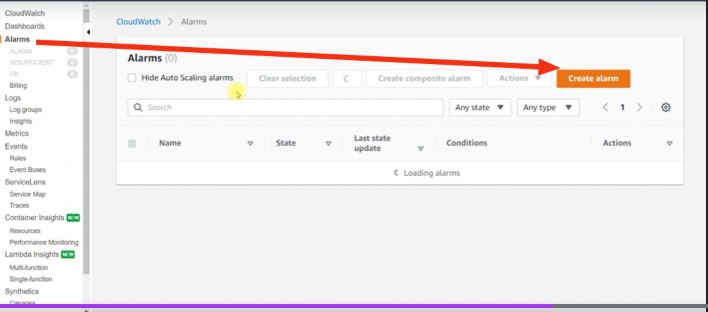 CloudWatch
Dashboards
Alarms
ALARM 0
INSUFFICIENT 0
OK 0
Billing
Logs
Log groups
Insights
Metrics
Events
Rules
Event Buses
ServiceLens
Service Map
Traces
Container Insights NEW
Resources
Performance Monitoring
Lambda Insights NEW
Multi-function
Single-function
Synthetics
Canaries
CloudWatch > Alarms
Alarms (0)
Hide Auto Scaling alarms
Clear selection
Create composite alarm
Actions
Create alarm
Search
Any state
Any type
< 1 >
Name
State
Last state
update
Conditions
Actions
Loading alarms